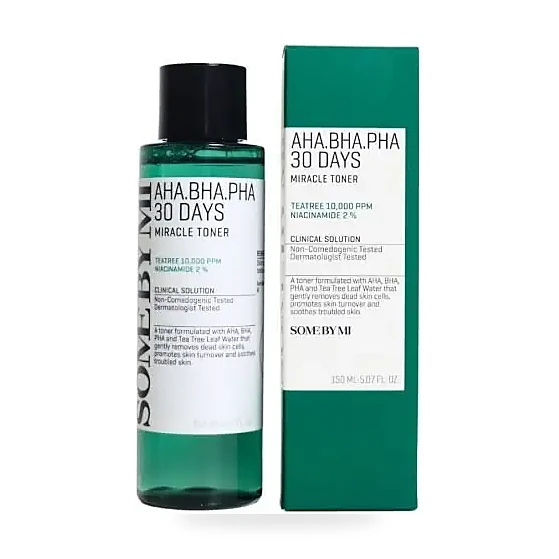 SOME BY MI
AHA.BHA.PHA
30 DAYS
MIRACLE TONER
TEATREE 10,000 PPM
NIACINAMIDE 2 %
CLINICAL SOLUTION
Non-Comedogenic Tested
Dermatologist Tested
A toner formulated with AHA, BHA,
PHA and Tea Tree Leaf Water that
gently removes dead skin cells,
promotes skin turnover and soothes
troubled skin.
AHA.BHA.PHA
30 DAYS
MIRACLE TONER
TEATREE 10,000 PPM
NIACINAMIDE 2 %
CLINICAL SOLUTION
Non-Comedogenic Tested
Dermatologist Tested
A toner formulated with AHA, BHA,
PHA and Tea Tree Leaf Water that
gently removes dead skin cells,
promotes skin turnover and
soothes troubled skin.
SOME BY MI
150 ML-5.07 FL. OZ.